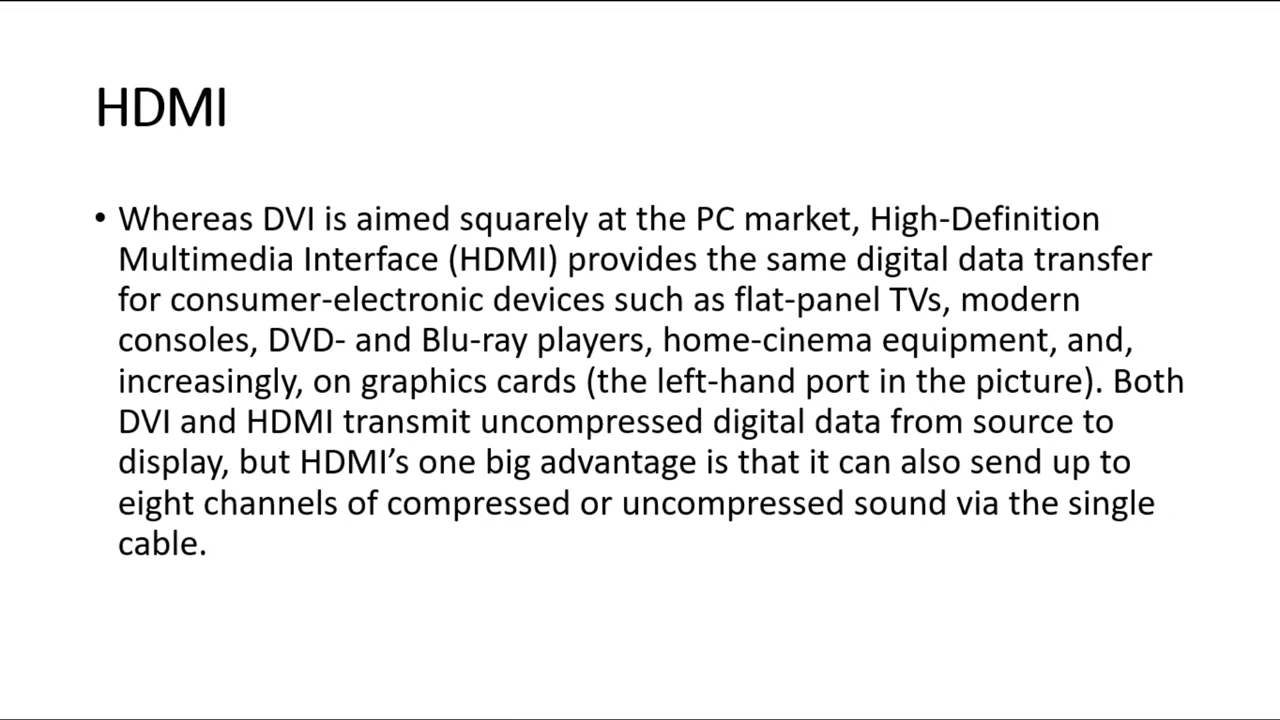 HDMI
• Whereas DVI is aimed squarely at the PC market, High-Definition
Multimedia Interface (HDMI) provides the same digital data transfer
for consumer-electronic devices such as flat-panel TVs, modern
consoles, DVD- and Blu-ray players, home-cinema equipment, and,
increasingly, on graphics cards (the left-hand port in the picture). Both
DVI and HDMI transmit uncompressed digital data from source to
display, but HDMI’s one big advantage is that it can also send up to
eight channels of compressed or uncompressed sound via the single
cable.